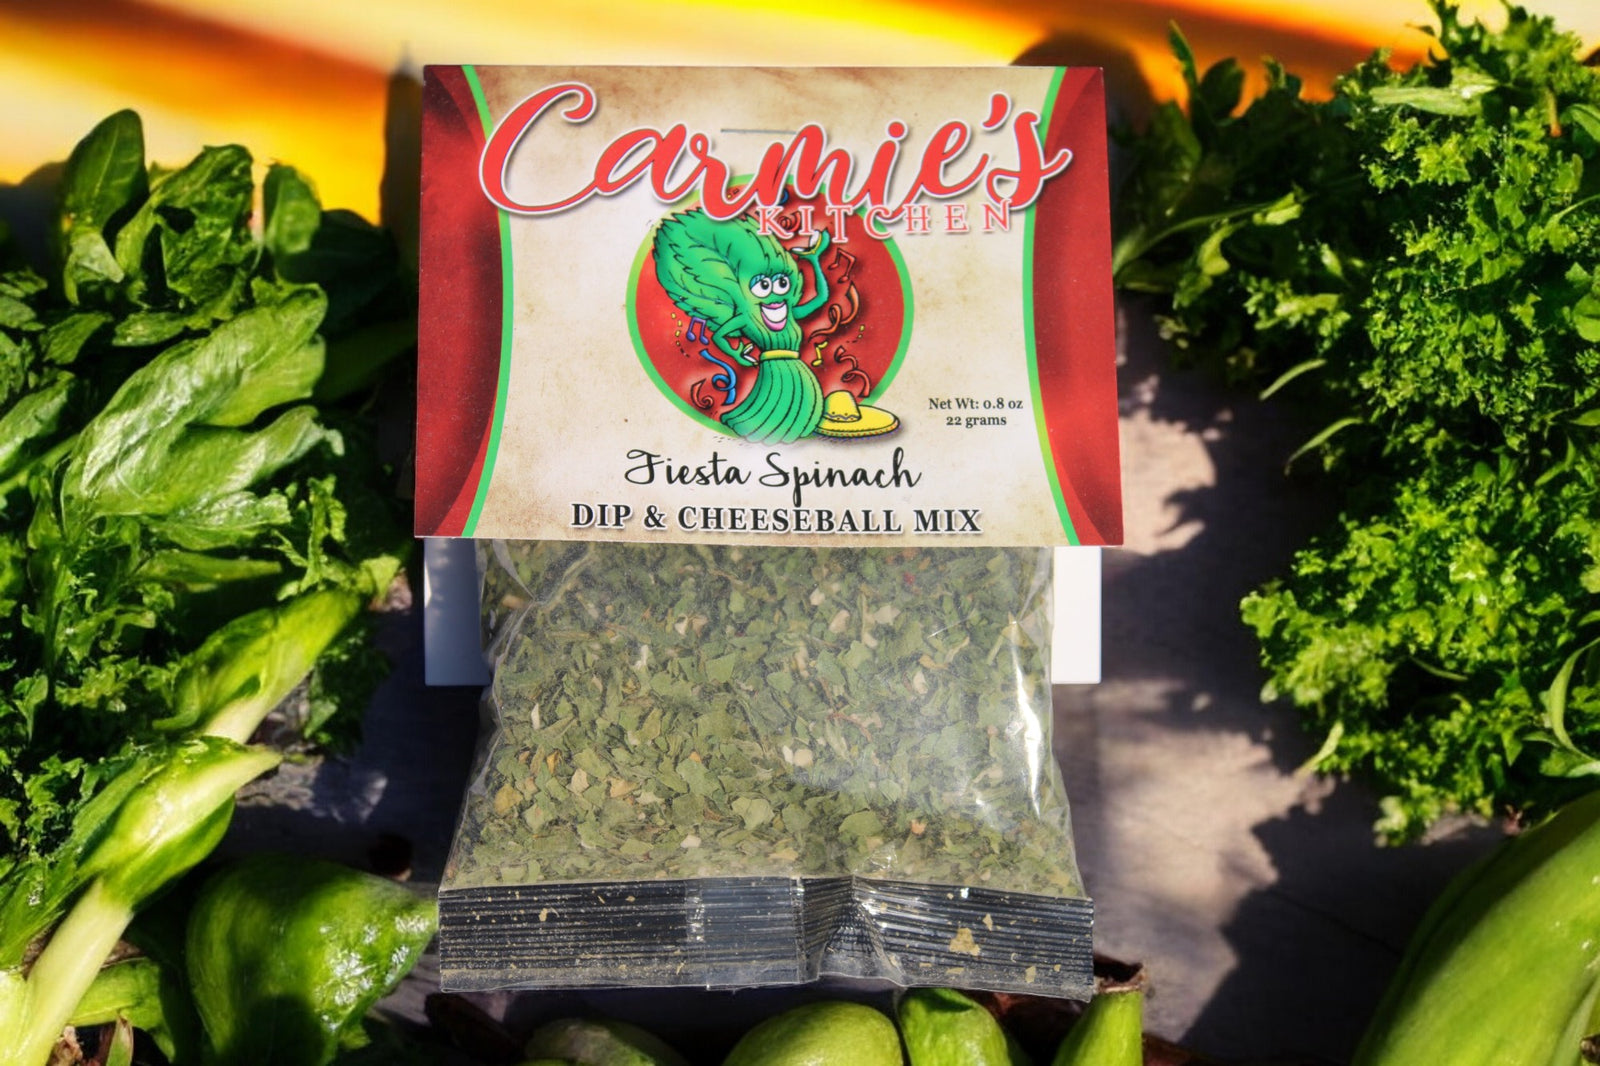 Carmie's
KITCHEN
Net Wt: 0.8 oz
22 grams
Fiesta Spinach
DIP & CHEESEBALL MIX